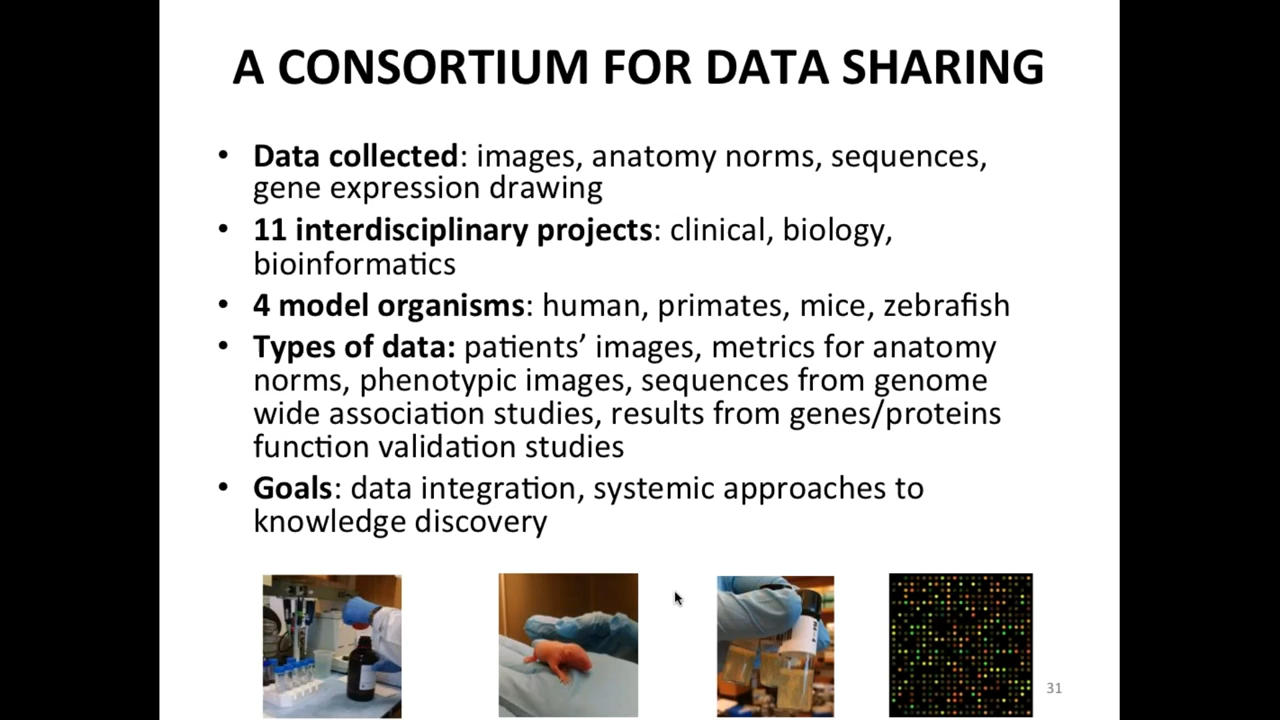 A CONSORTIUM FOR DATA SHARING
• Data collected: images, anatomy norms, sequences,
gene expression drawing
• 11 interdisciplinary projects: clinical, biology,
bioinformatics
• 4 model organisms: human, primates, mice, zebrafish
• Types of data: patients’ images, metrics for anatomy
norms, phenotypic images, sequences from genome
wide association studies, results from genes/proteins
function validation studies
• Goals: data integration, systemic approaches to
knowledge discovery
31